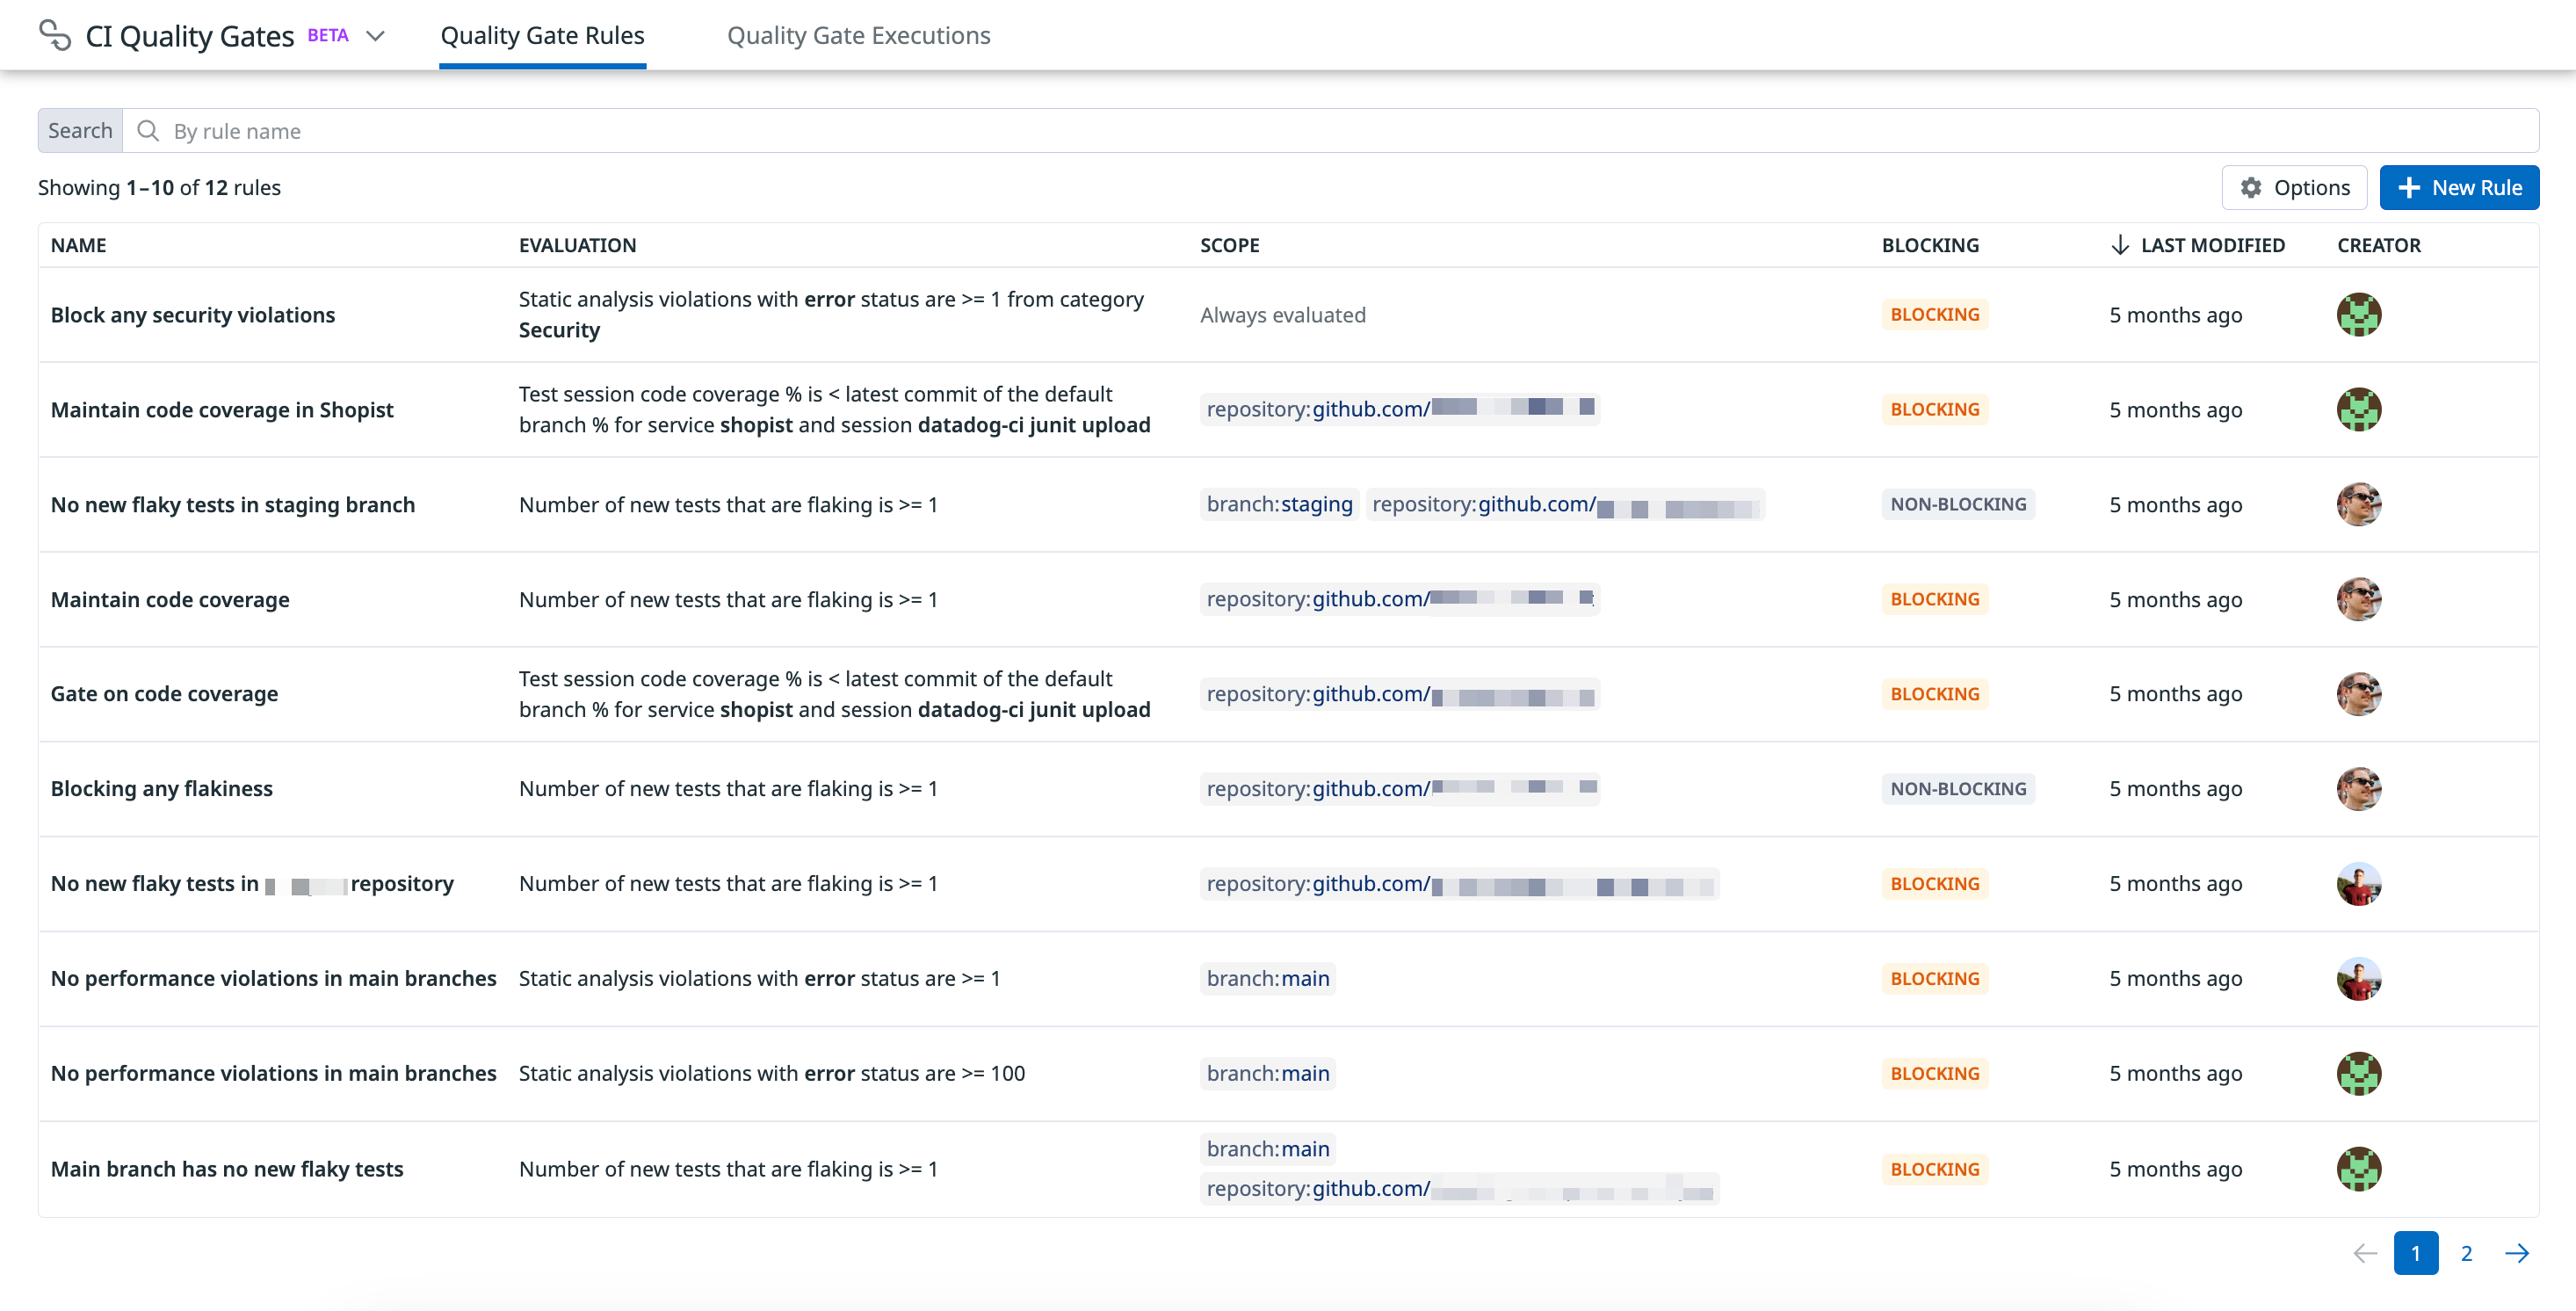 CI Quality Gates BETA Quality Gate Rules Quality Gate Executions
Search By rule name
Showing 1–10 of 12 rules Options New Rule
NAME EVALUATION SCOPE BLOCKING LAST MODIFIED CREATOR
Block any security violations Static analysis violations with error status are >= 1 from category
Security Always evaluated BLOCKING 5 months ago
Maintain code coverage in Shopist Test session code coverage % is < latest commit of the default
branch % for service shopist and session datadog-ci junit upload repository:github.com/ BLOCKING 5 months ago
No new flaky tests in staging branch Number of new tests that are flaking is >= 1 branch:staging repository:github.com/ NON-BLOCKING 5 months ago
Maintain code coverage Number of new tests that are flaking is >= 1 repository:github.com/ BLOCKING 5 months ago
Gate on code coverage Test session code coverage % is < latest commit of the default
branch % for service shopist and session datadog-ci junit upload repository:github.com/ BLOCKING 5 months ago
Blocking any flakiness Number of new tests that are flaking is >= 1 repository:github.com/ NON-BLOCKING 5 months ago
No new flaky tests in repository Number of new tests that are flaking is >= 1 repository:github.com/ BLOCKING 5 months ago
No performance violations in main branches Static analysis violations with error status are >= 1 branch:main BLOCKING 5 months ago
No performance violations in main branches Static analysis violations with error status are >= 100 branch:main BLOCKING 5 months ago
Main branch has no new flaky tests Number of new tests that are flaking is >= 1 branch:main
repository:github.com/ BLOCKING 5 months ago
1 2